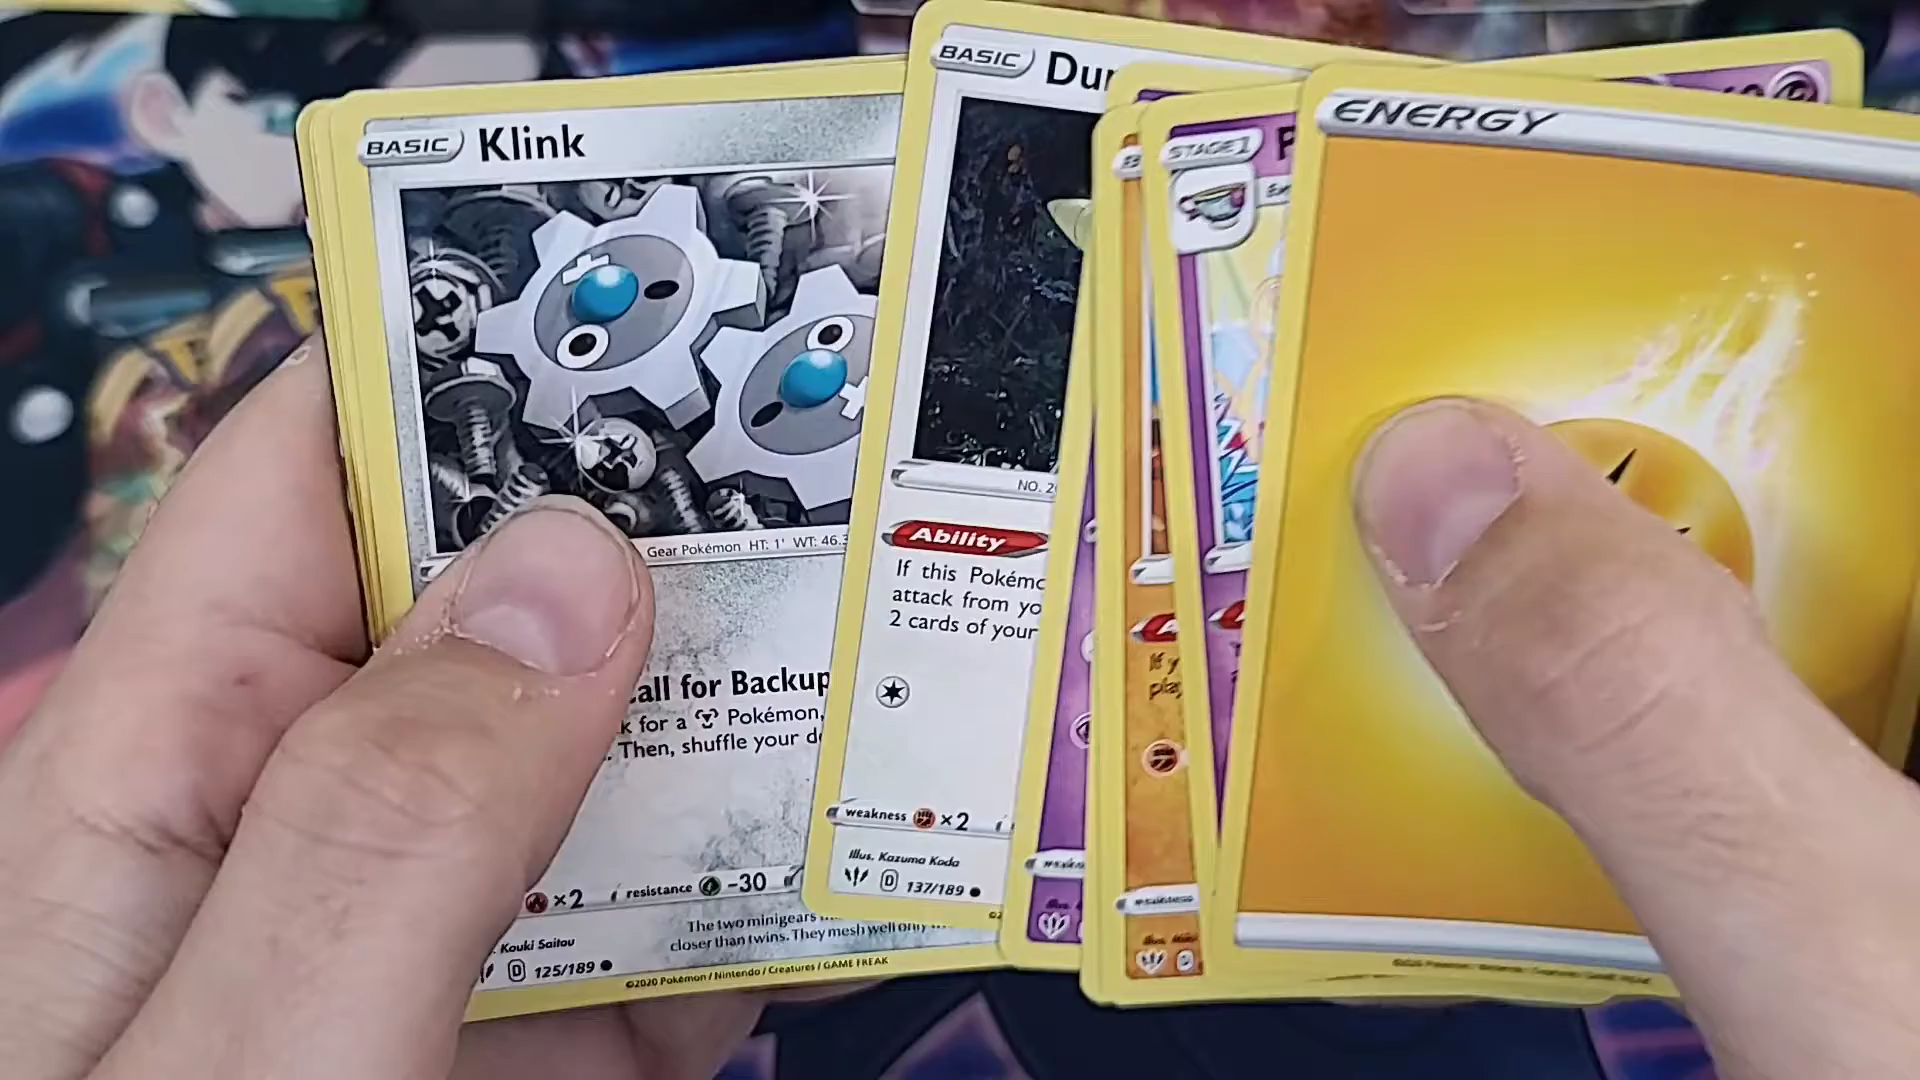 BASIC Klink
Gear Pokémon HT: 1' WT: 46.3
all for Backup
k for a Pokémon,
. Then, shuffle your d
×2 resistance -30
The two minigears
closer than twins. They mesh well only
Kouki Saitou
D 125/189
©2020 Pokémon / Nintendo / Creatures / GAME FREAK
BASIC Du
NO. 2
Ability
If this Pokém
attack from yo
2 cards of your
weakness ×2
Illus. Kazuma Koda
D 137/189
If y
pla
weakness
STAGE 1
ENERGY